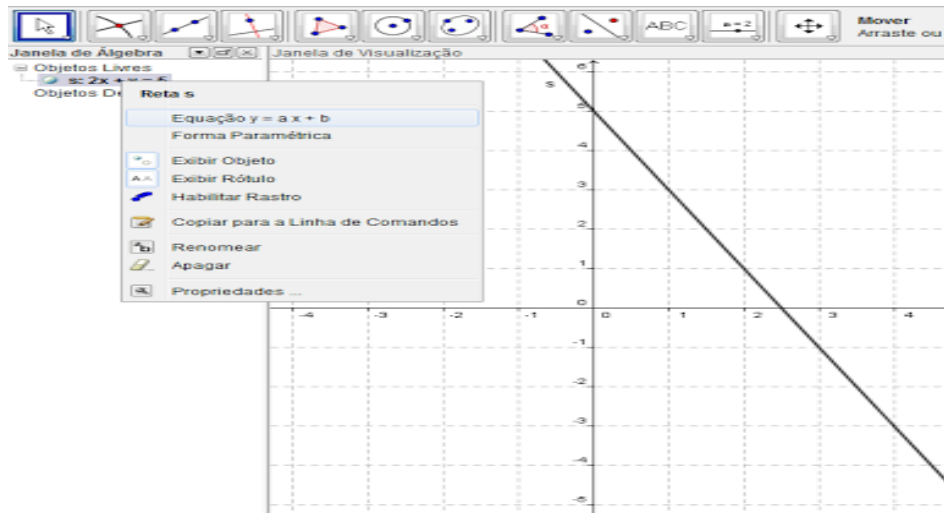 ABC
a=2
Mover
Arraste ou
Janela de Álgebra
Janela de Visualização
Objetos Livres
s: 2x + y = 5
Objetos De
Reta s
Equação y = a x + b
Forma Paramétrica
Exibir Objeto
Exibir Rótulo
Habilitar Rastro
Copiar para a Linha de Comandos
Renomear
Apagar
Propriedades ...
s
6
5
4
3
2
1
0
-1
-2
-3
-4
-5
-4 -3 -2 -1 0 1 2 3 4